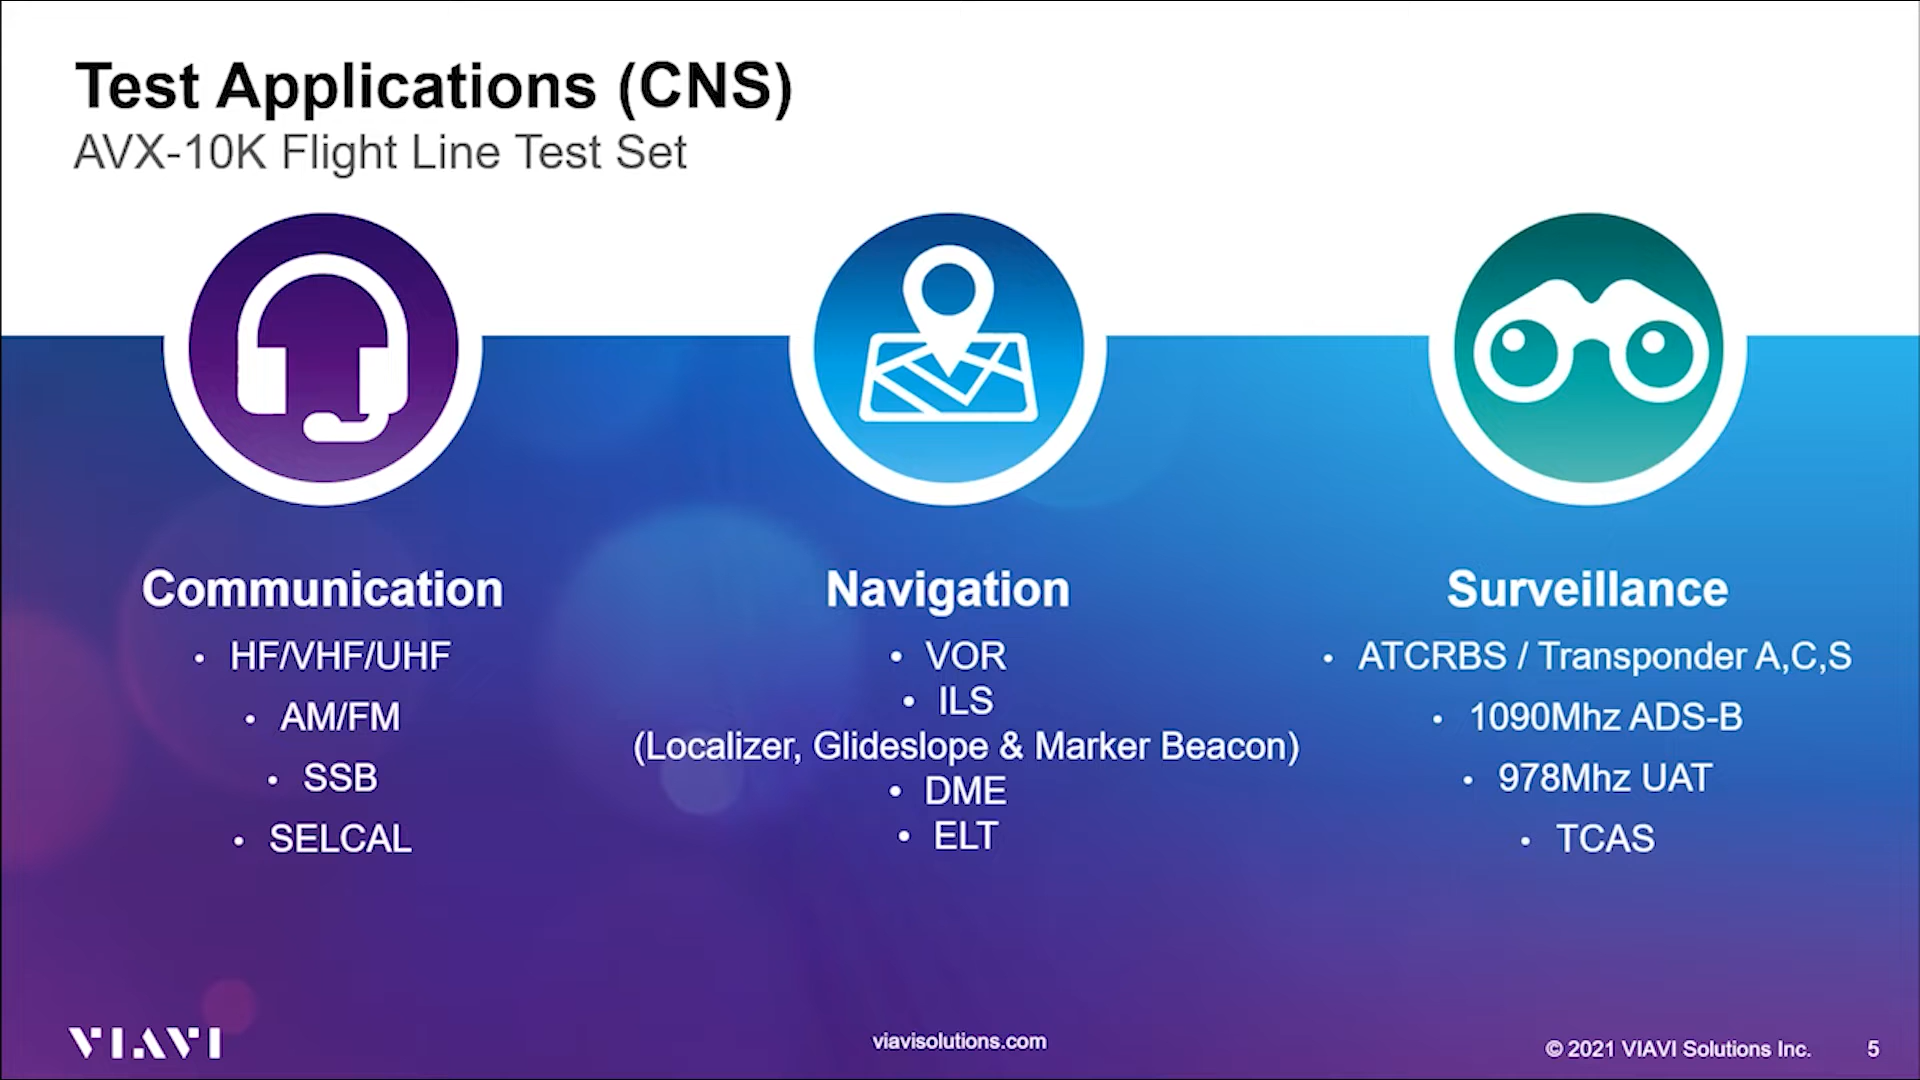 Test Applications (CNS)
AVX-10K Flight Line Test Set
Communication
• HF/VHF/UHF
• AM/FM
• SSB
• SELCAL
Navigation
• VOR
• ILS
(Localizer, Glideslope & Marker Beacon)
• DME
• ELT
Surveillance
• ATCRBS / Transponder A,C,S
• 1090Mhz ADS-B
• 978Mhz UAT
• TCAS
VIAVI
viavisolutions.com
© 2021 VIAVI Solutions Inc.
5